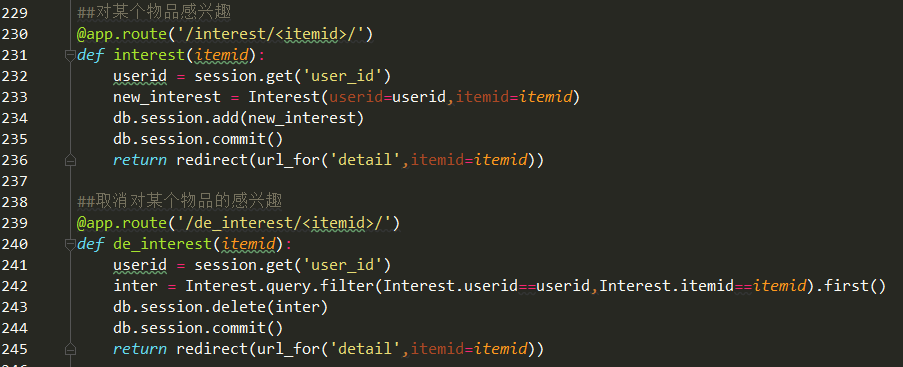 229 ##对某个物品感兴趣
230 @app.route('/interest/<itemid>/')
231 def interest(itemid):
232 userid = session.get('user_id')
233 new_interest = Interest(userid=userid,itemid=itemid)
234 db.session.add(new_interest)
235 db.session.commit()
236 return redirect(url_for('detail',itemid=itemid))
237
238 ##取消对某个物品的感兴趣
239 @app.route('/de_interest/<itemid>/')
240 def de_interest(itemid):
241 userid = session.get('user_id')
242 inter = Interest.query.filter(Interest.userid==userid,Interest.itemid==itemid).first()
243 db.session.delete(inter)
244 db.session.commit()
245 return redirect(url_for('detail',itemid=itemid))